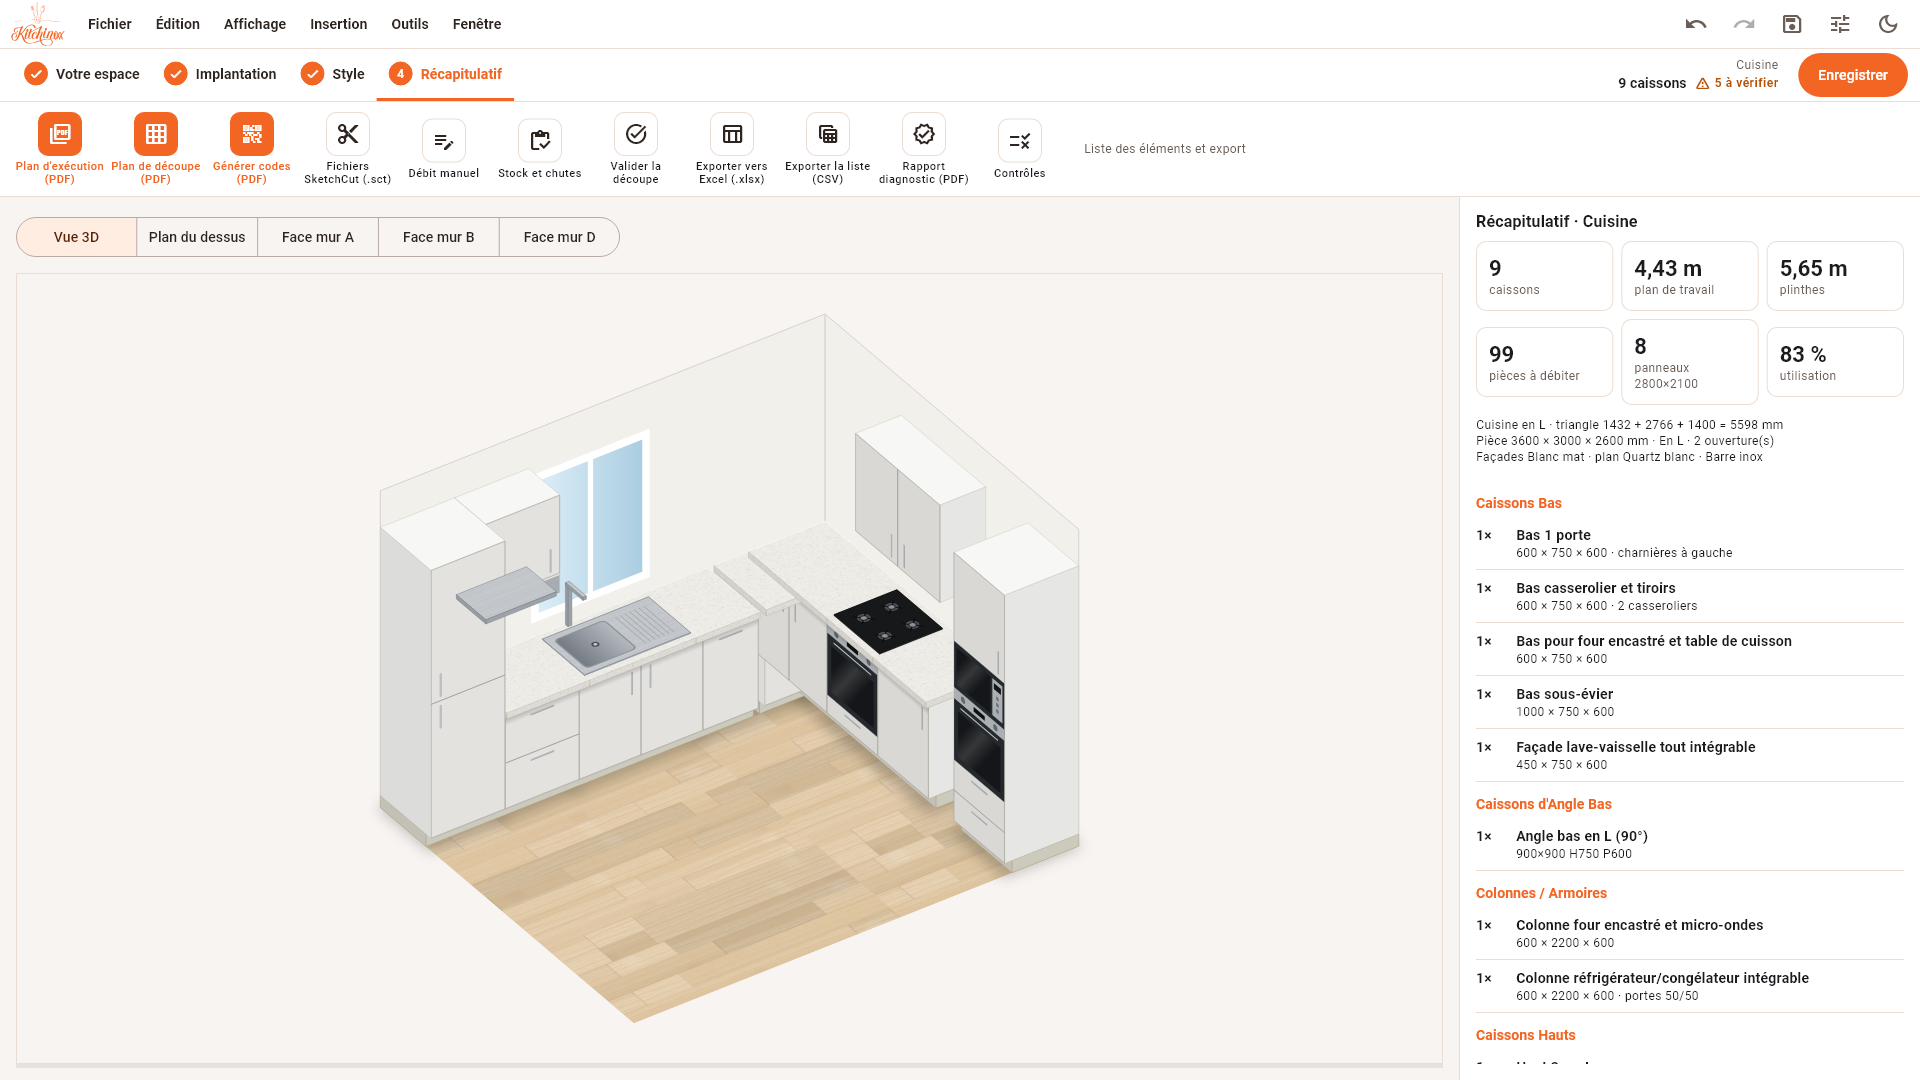 Kitchinox
Fichier Édition Affichage Insertion Outils Fenêtre
Votre espace Implantation Style 4 Récapitulatif
Cuisine
9 caissons 5 à vérifier
Enregistrer
Plan d'exécution (PDF)
Plan de découpe (PDF)
Générer codes (PDF)
Fichiers SketchCut (.sct)
Débit manuel
Stock et chutes
Valider la découpe
Exporter vers Excel (.xlsx)
Exporter la liste (CSV)
Rapport diagnostic (PDF)
Contrôles
Liste des éléments et export
Vue 3D Plan du dessus Face mur A Face mur B Face mur D
Récapitulatif · Cuisine
9
caissons
4,43 m
plan de travail
5,65 m
plinthes
99
pièces à débiter
8
panneaux
2800×2100
83 %
utilisation
Cuisine en L · triangle 1432 + 2766 + 1400 = 5598 mm
Pièce 3600 × 3000 × 2600 mm · En L · 2 ouverture(s)
Façades Blanc mat · plan Quartz blanc · Barre inox
Caissons Bas
1× Bas 1 porte
600 × 750 × 600 · charnières à gauche
1× Bas casserolier et tiroirs
600 × 750 × 600 · 2 casseroliers
1× Bas pour four encastré et table de cuisson
600 × 750 × 600
1× Bas sous-évier
1000 × 750 × 600
1× Façade lave-vaisselle tout intégrable
450 × 750 × 600
Caissons d'Angle Bas
1× Angle bas en L (90°)
900×900 H750 P600
Colonnes / Armoires
1× Colonne four encastré et micro-ondes
600 × 2200 × 600
1× Colonne réfrigérateur/congélateur intégrable
600 × 2200 × 600 · portes 50/50
Caissons Hauts